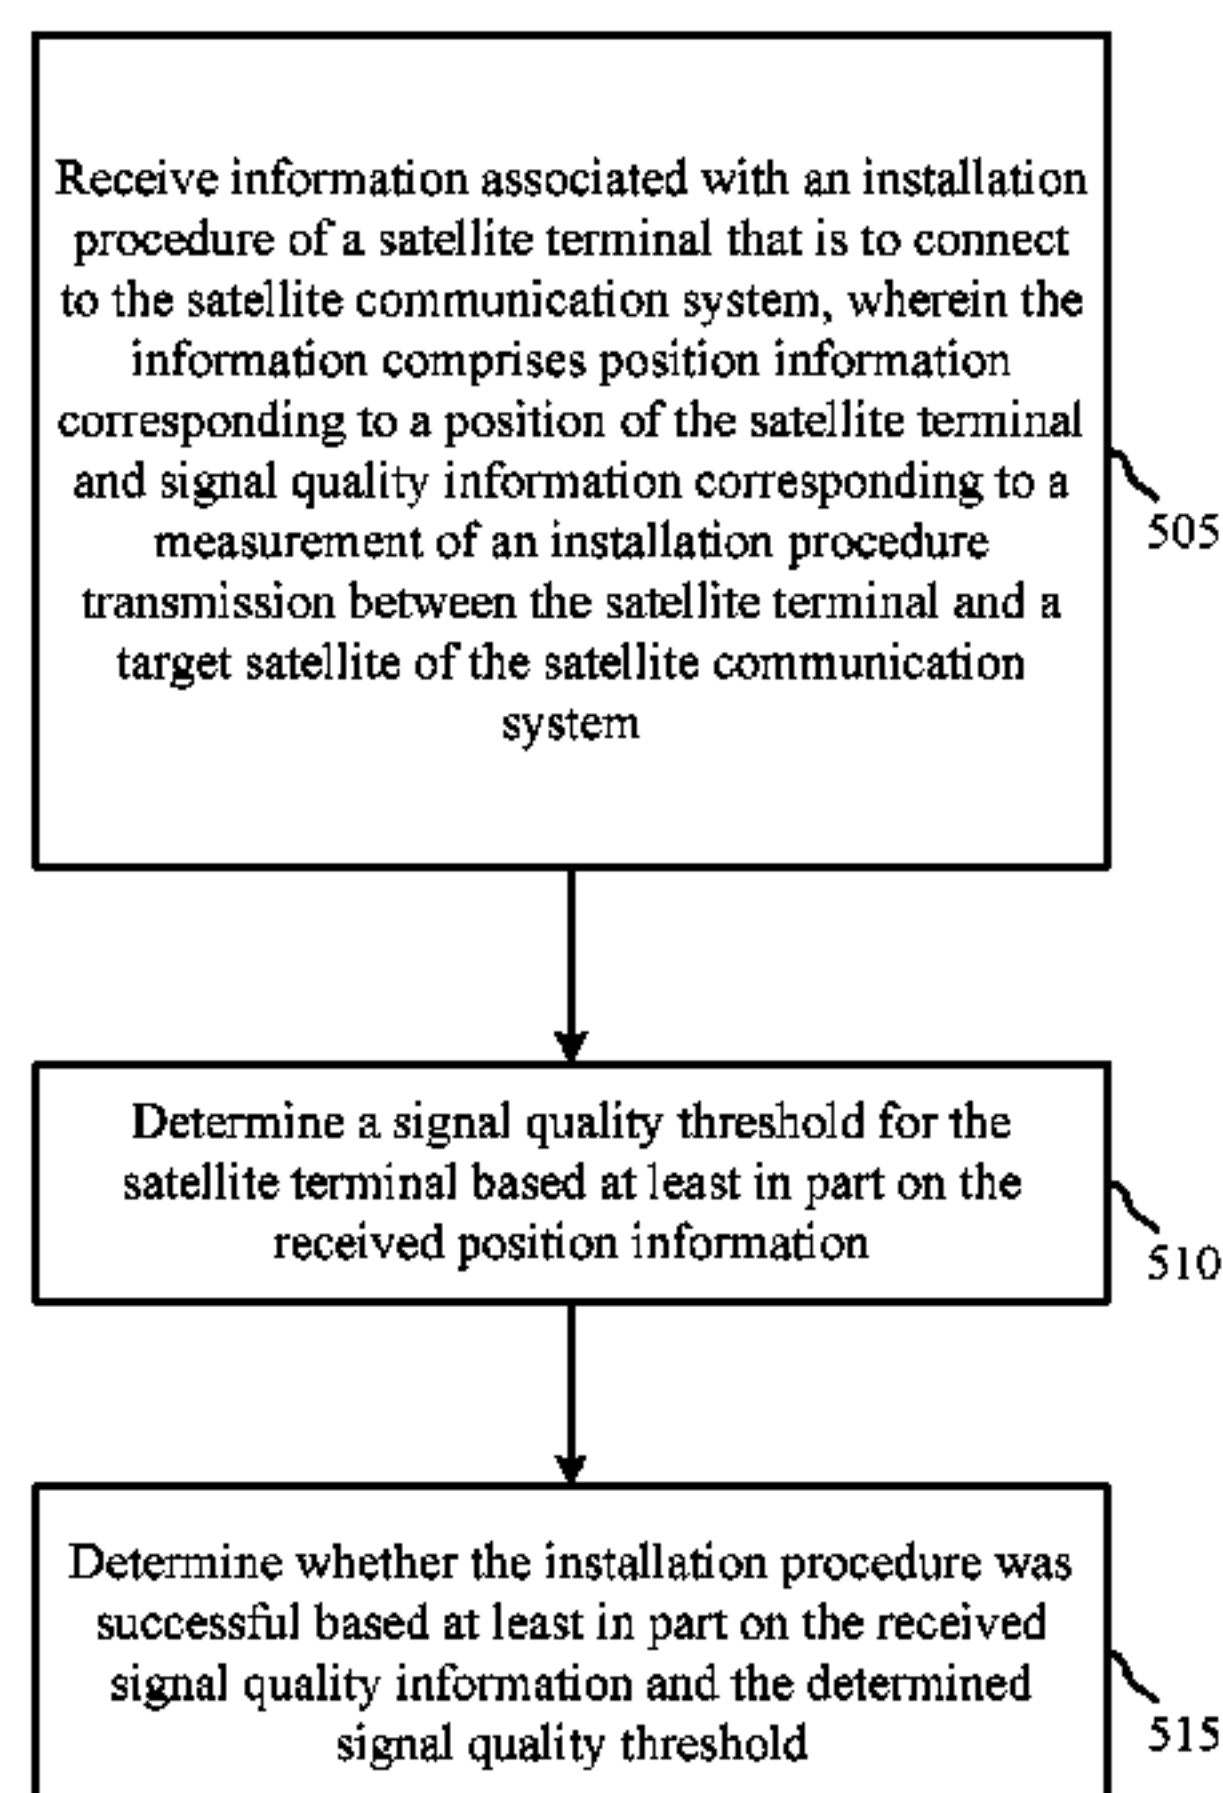 Receive information associated with an installation
procedure of a satellite terminal that is to connect
to the satellite communication system, wherein the
information comprises position information
corresponding to a position of the satellite terminal
and signal quality information corresponding to a
measurement of an installation procedure
transmission between the satellite terminal and a
target satellite of the satellite communication
system
505
Determine a signal quality threshold for the
satellite terminal based at least in part on the
received position information
510
Determine whether the installation procedure was
successful based at least in part on the received
signal quality information and the determined
signal quality threshold
515